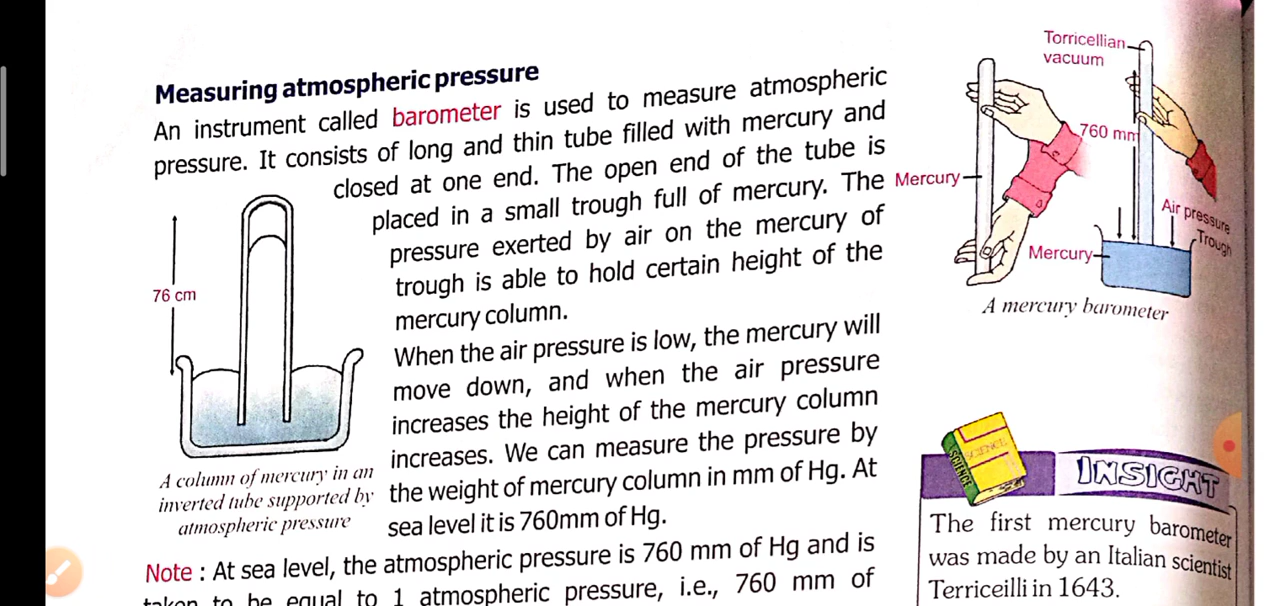 Measuring atmospheric pressure
An instrument called barometer is used to measure atmospheric
pressure. It consists of long and thin tube filled with mercury and
closed at one end. The open end of the tube is
placed in a small trough full of mercury. The
pressure exerted by air on the mercury of
trough is able to hold certain height of the
mercury column.
When the air pressure is low, the mercury will
move down, and when the air pressure
increases the height of the mercury column
increases. We can measure the pressure by
the weight of mercury column in mm of Hg. At
sea level it is 760mm of Hg.
76 cm
A column of mercury in an
inverted tube supported by
atmospheric pressure
Note : At sea level, the atmospheric pressure is 760 mm of Hg and is
taken to be equal to 1 atmospheric pressure, i.e., 760 mm of
Torricellian
vacuum
760 mm
Mercury
Air pressure
Trough
Mercury
A mercury barometer
SCIENCE
SCIENCE
INSIGHT
The first mercury barometer
was made by an Italian scientist
Terriceilli in 1643.